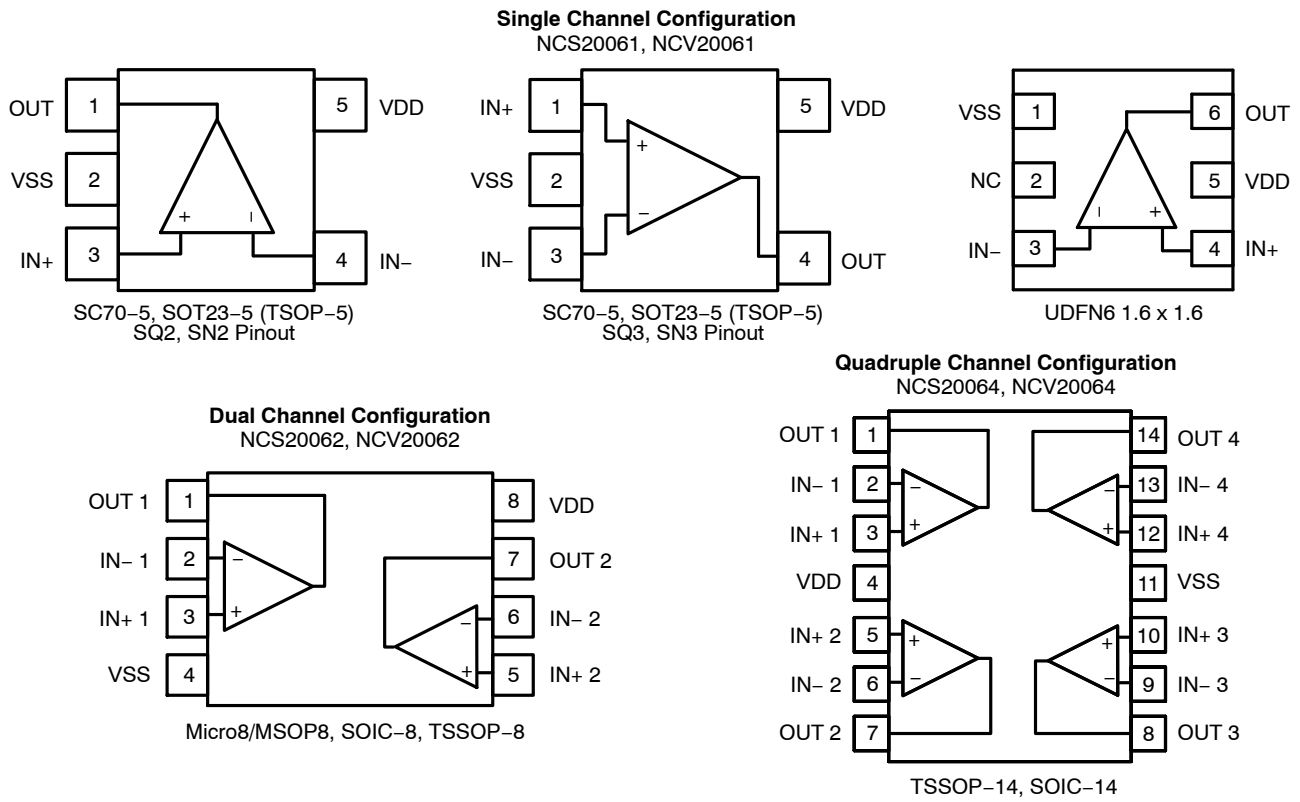 Single Channel Configuration
NCS20061, NCV20061
OUT 1 5 VDD
VSS 2
IN+ 3 4 IN−
+ −
SC70−5, SOT23−5 (TSOP−5)
SQ2, SN2 Pinout
IN+ 1 5 VDD
+
VSS 2
−
IN− 3 4 OUT
SC70−5, SOT23−5 (TSOP−5)
SQ3, SN3 Pinout
VSS 1 6 OUT
NC 2 5 VDD
− +
IN− 3 4 IN+
UDFN6 1.6 x 1.6
Dual Channel Configuration
NCS20062, NCV20062
OUT 1 1 8 VDD
IN− 1 2 − 7 OUT 2
IN+ 1 3 + − 6 IN− 2
VSS 4 + 5 IN+ 2
Micro8/MSOP8, SOIC−8, TSSOP−8
Quadruple Channel Configuration
NCS20064, NCV20064
OUT 1 1 14 OUT 4
IN− 1 2 − − 13 IN− 4
IN+ 1 3 + + 12 IN+ 4
VDD 4 11 VSS
IN+ 2 5 + + 10 IN+ 3
IN− 2 6 − − 9 IN− 3
OUT 2 7 8 OUT 3
TSSOP−14, SOIC−14